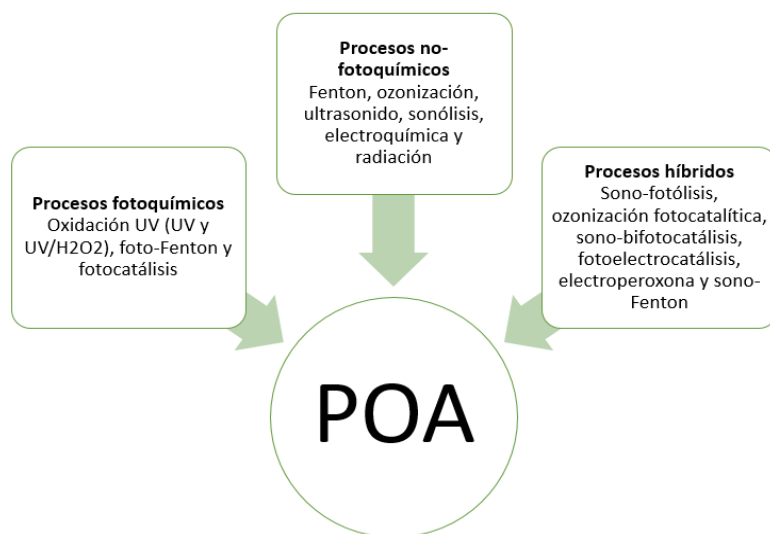 Procesos fotoquímicos
Oxidación UV (UV y
UV/H2O2), foto-Fenton y
fotocatálisis
Procesos no-
fotoquímicos
Fenton, ozonización,
ultrasonido, sonólisis,
electroquímica y
radiación
Procesos híbridos
Sono-fotólisis,
ozonización fotocatalítica,
sono-bifotocatálisis,
fotoelectrocatálisis,
electroperoxona y sono-
Fenton
POA